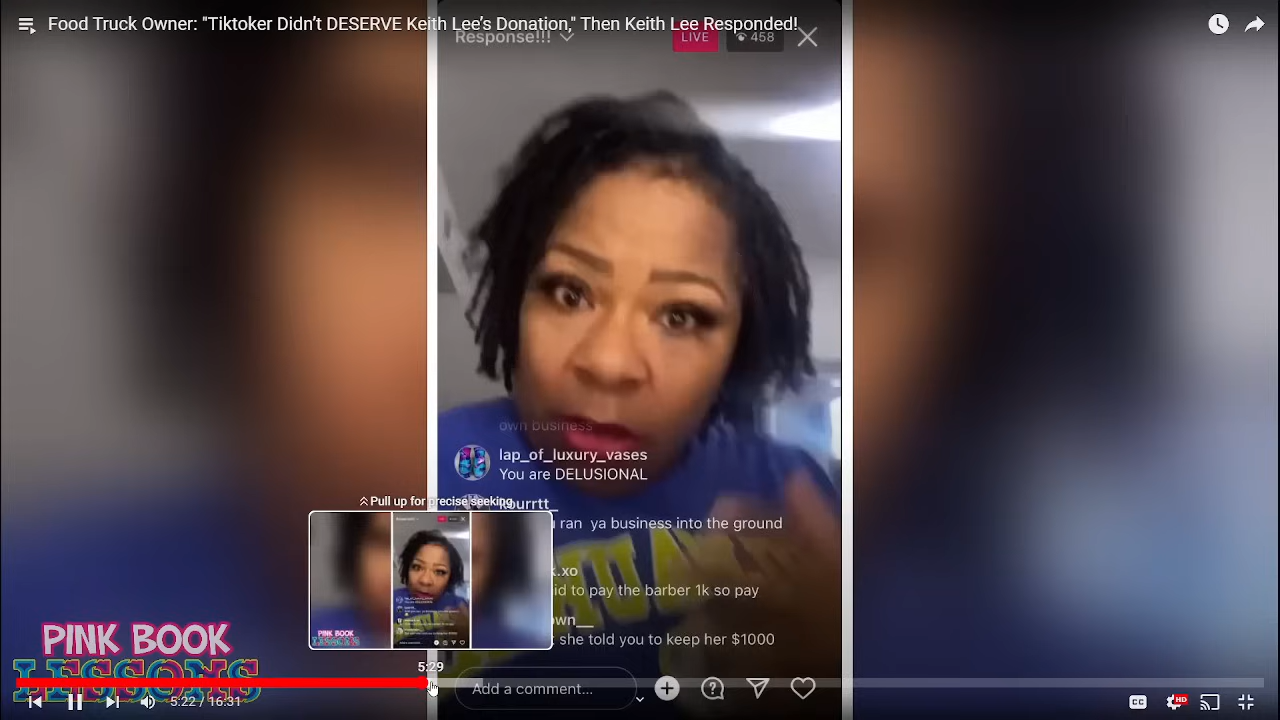 Food Truck Owner: "Tiktoker Didn’t DESERVE Keith Lee’s Donation," Then Keith Lee Responded!
Response!!!
LIVE
458
own business
lap_of_luxury_vases
You are DELUSIONAL
kourrtt_
ran ya business into the ground
.xo
id to pay the barber 1k so pay
wn__
she told you to keep her $1000
Pull up for precise seeking
5:29
PINK BOOK
LESSONS
Add a comment...
5:22 / 16:31
CC
HD